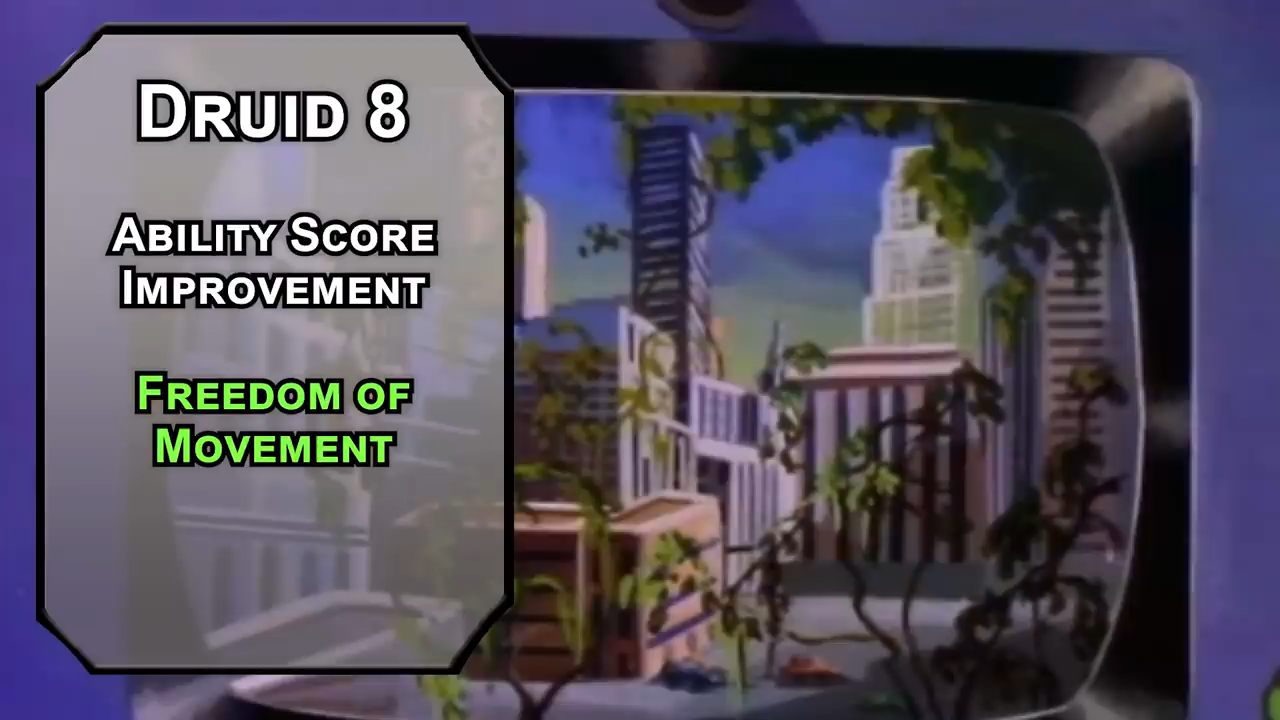 Druid 8
Ability Score
Improvement
Freedom of
Movement